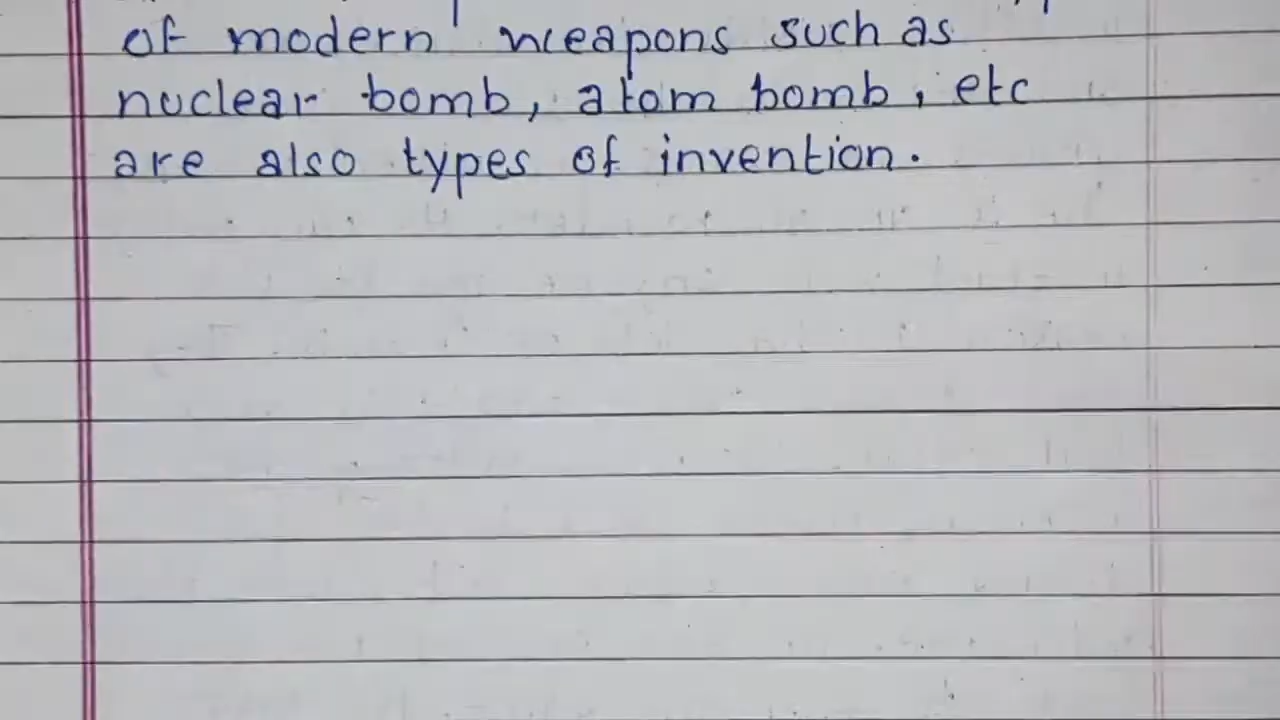 of modern weapons such as
nuclear bomb, atom bomb, etc
are also types of invention.